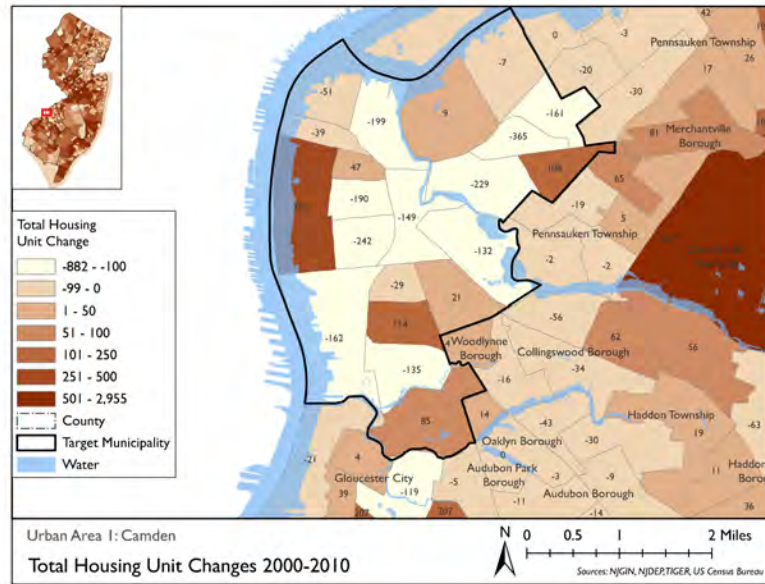 42
0
-3
Pennsauken Township
26
-7
-20
17
-51
-30
9
-199
-161
-39
-365
81
Merchantville
Borough
47
108
65
-229
-190
-19
-149
5
-242
Pennsauken Township
-132
-2
-2
-29
21
-56
114
62
56
-162
4
Woodlynne
Borough
Collingswood Borough
-135
-16
-34
85
14
Haddon Township
-43
19
-63
Oaklyn Borough
-30
-21
4
0
Gloucester City
Audubon Park
Borough
-3
-9
11
39
-119
-5
-11
Audubon Borough
36
207
207
-14
Total Housing
Unit Change
-882 - -100
-99 - 0
1 - 50
51 - 100
101 - 250
251 - 500
501 - 2,955
County
Target Municipality
Water
Urban Area 1: Camden
Total Housing Unit Changes 2000-2010
N
0 0.5 1 2 Miles
Sources: NJGIN, NJDEP,TIGER, US Census Bureau